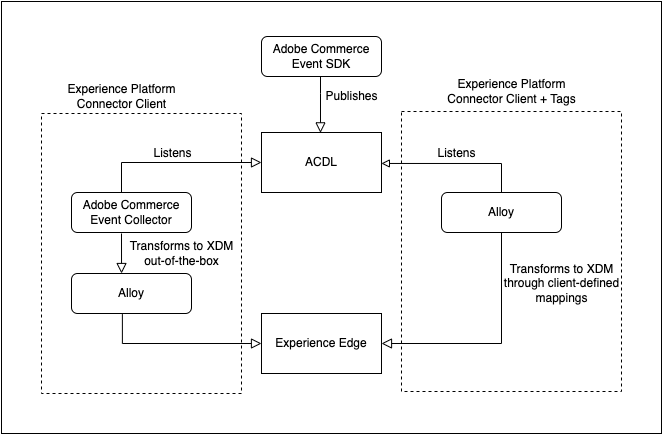 Adobe Commerce
Event SDK
Experience Platform
Connector Client
Experience Platform
Connector Client + Tags
Publishes
Listens
ACDL
Listens
Adobe Commerce
Event Collector
Alloy
Transforms to XDM
out-of-the-box
Transforms to XDM
through client-defined
mappings
Alloy
Experience Edge